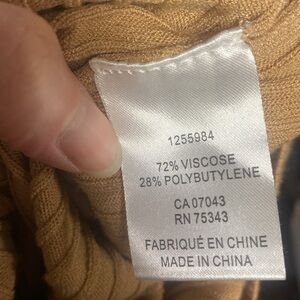 1255984
72% VISCOSE
28% POLYBUTYLENE
CA 07043
RN 75343
FABRIQUÉ EN CHINE
MADE IN CHINA